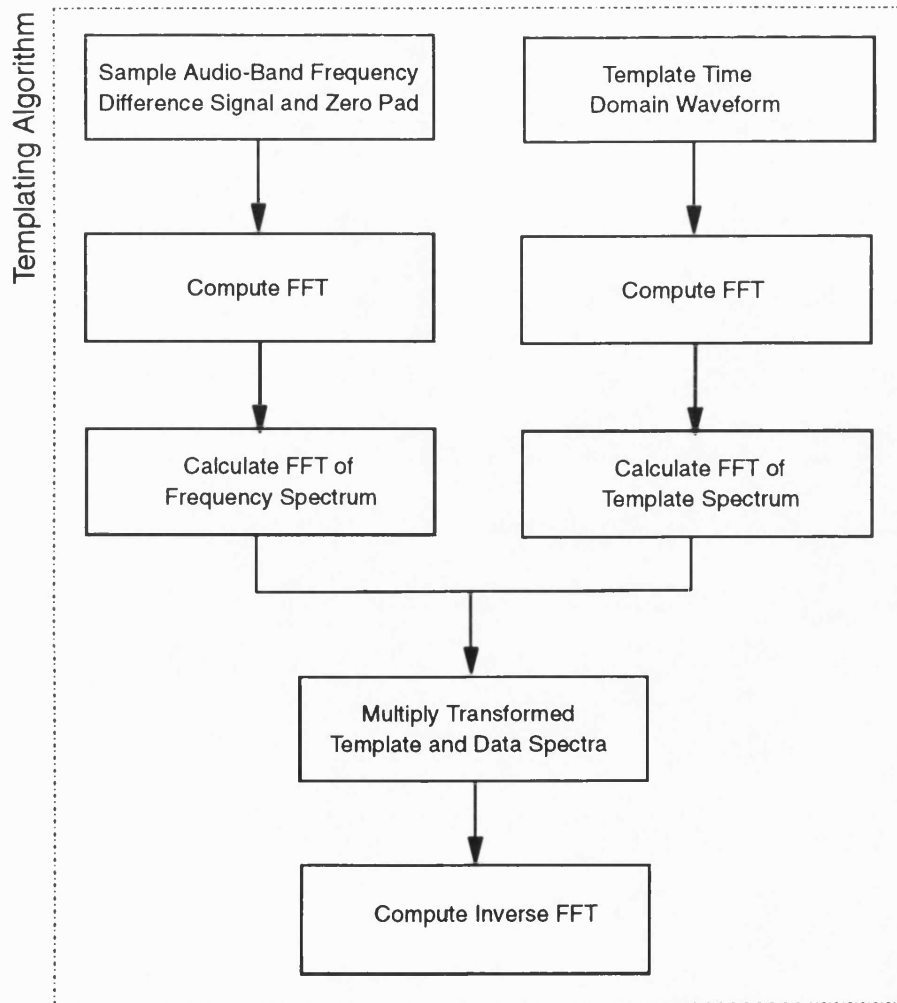 Templating Algorithm
Sample Audio-Band Frequency
Difference Signal and Zero Pad
Template Time
Domain Waveform
Compute FFT
Compute FFT
Calculate FFT of
Frequency Spectrum
Calculate FFT of
Template Spectrum
Multiply Transformed
Template and Data Spectra
Compute Inverse FFT